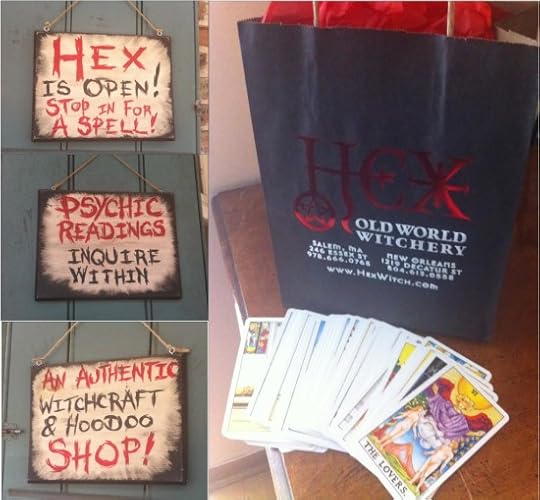 HEX
IS OPEN!
STOP IN FOR
A SPELL!
PSYCHIC
READINGS
INQUIRE
WITHIN
AN AUTHENTIC
WITCHCRAFT
& HOODOO
SHOP!
HEX
OLD WORLD
WITCHERY
SALEM, MA
246 ESSEX ST
978.666.0765
NEW ORLEANS
1219 DECATUR ST
504.613.0558
WWW.HEXWITCH.COM
VI
THE LOVERS.